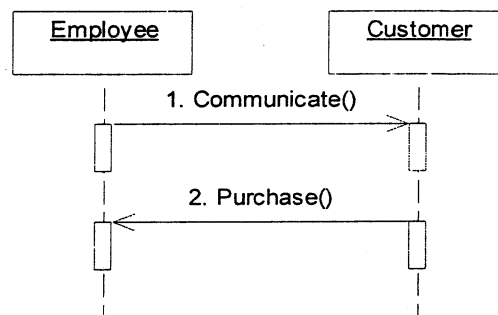 Employee
Customer
1. Communicate()
2. Purchase()